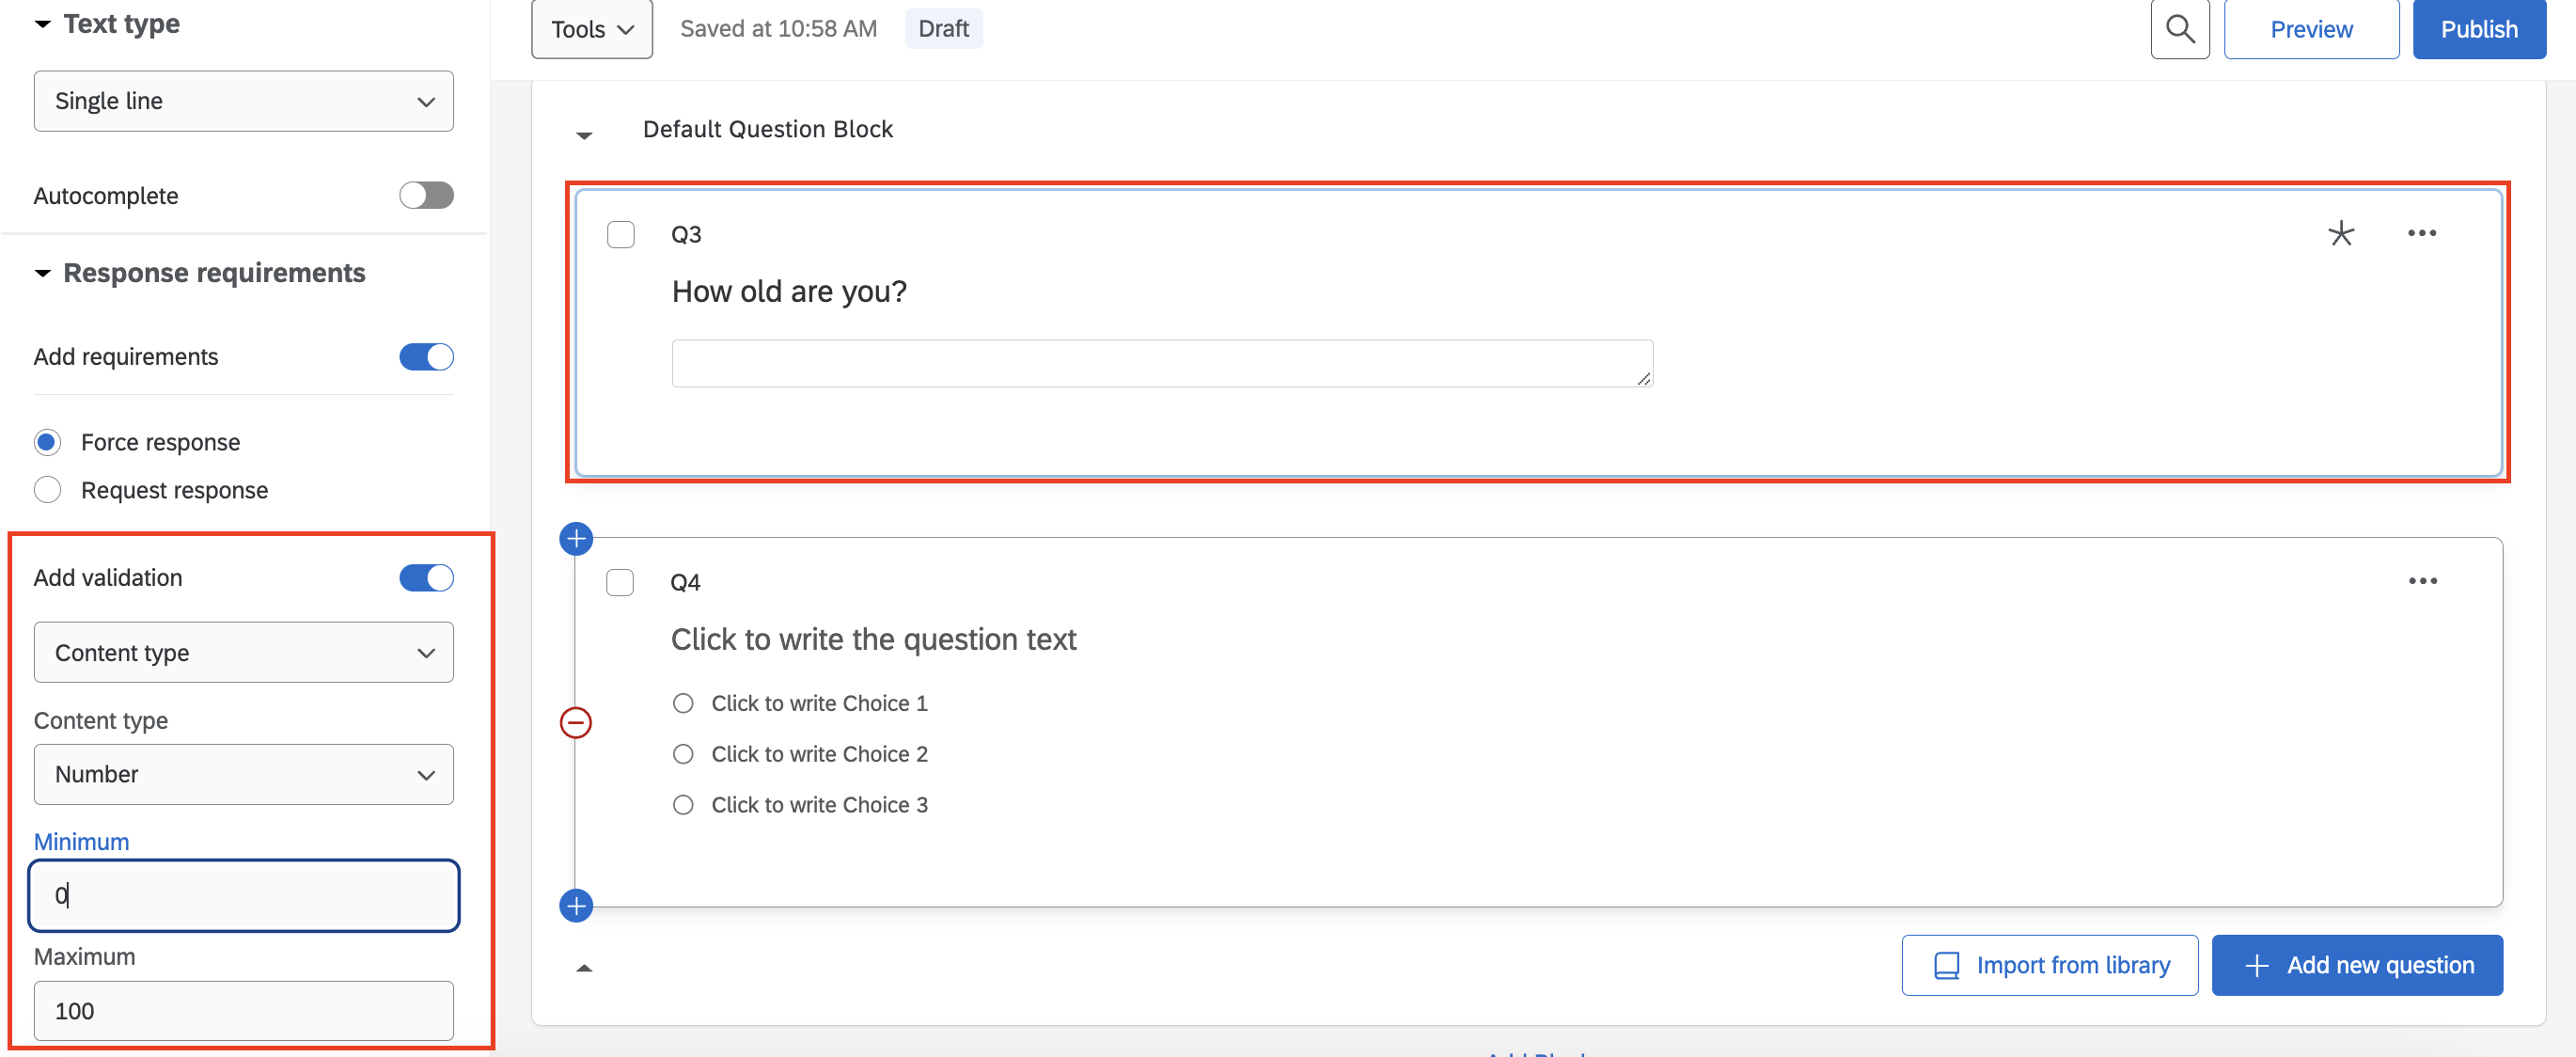 Text type
Single line
Autocomplete
Response requirements
Add requirements
Force response
Request response
Add validation
Content type
Content type
Number
Minimum
0
Maximum
100
Tools
Saved at 10:58 AM
Draft
Preview
Publish
Default Question Block
Q3
How old are you?
Q4
Click to write the question text
Click to write Choice 1
Click to write Choice 2
Click to write Choice 3
Import from library
Add new question